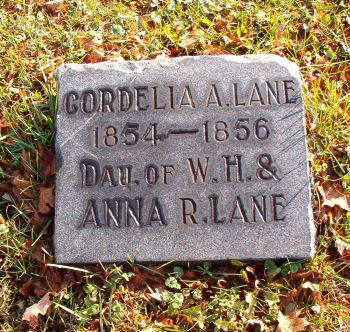 CORDELIA A. LANE
1854—1856
DAU. OF W. H. &
ANNA R. LANE